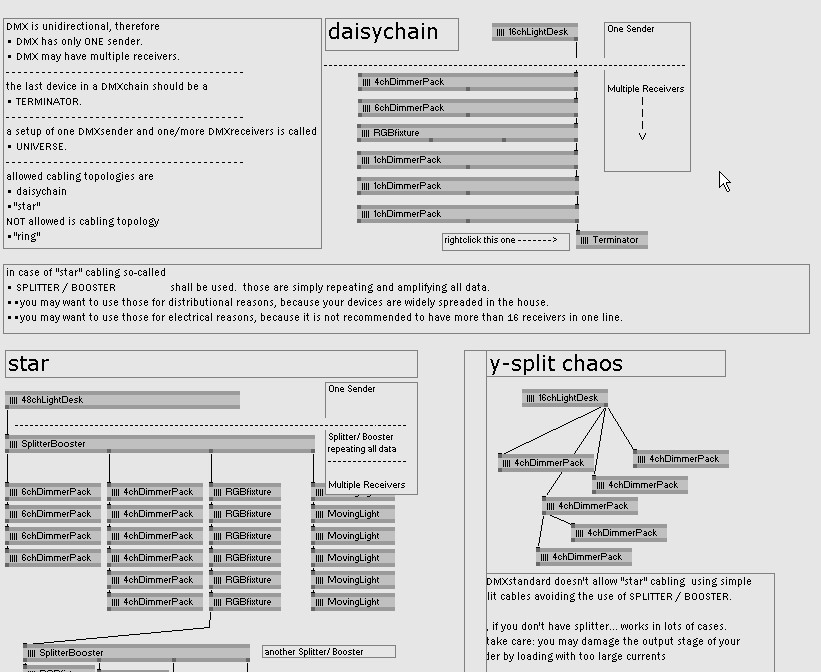 DMX is unidirectional, therefore
▪ DMX has only ONE sender.
▪ DMX may have multiple receivers.
the last device in a DMXchain should be a
▪ TERMINATOR.
a setup of one DMXsender and one/more DMXreceivers is called
▪ UNIVERSE.
allowed cabling topologies are
▪ daisychain
▪ "star"
NOT allowed is cabling topology
▪ "ring"
daisychain
16chLightDesk
One Sender
Multiple Receivers
4chDimmerPack
6chDimmerPack
RGBfixture
1chDimmerPack
1chDimmerPack
1chDimmerPack
rightclick this one ------->
Terminator
in case of "star" cabling so-called
▪ SPLITTER / BOOSTER shall be used. those are simply repeating and amplifying all data.
▪▪you may want to use those for distributional reasons, because your devices are widely spreaded in the house.
▪▪you may want to use those for electrical reasons, because it is not recommended to have more than 16 receivers in one line.
star
48chLightDesk
One Sender
SplitterBooster
Splitter/ Booster
repeating all data
Multiple Receivers
6chDimmerPack 4chDimmerPack RGBfixture
6chDimmerPack 4chDimmerPack RGBfixture MovingLight
6chDimmerPack 4chDimmerPack RGBfixture MovingLight
6chDimmerPack 4chDimmerPack RGBfixture MovingLight
4chDimmerPack RGBfixture MovingLight
4chDimmerPack RGBfixture MovingLight
SplitterBooster
another Splitter/ Booster
y-split chaos
16chLightDesk
4chDimmerPack
4chDimmerPack
4chDimmerPack
4chDimmerPack
4chDimmerPack
4chDimmerPack
DMXstandard doesn't allow "star" cabling using simple
lit cables avoiding the use of SPLITTER / BOOSTER.
, if you don't have splitter... works in lots of cases.
take care: you may damage the output stage of your
der by loading with too large currents